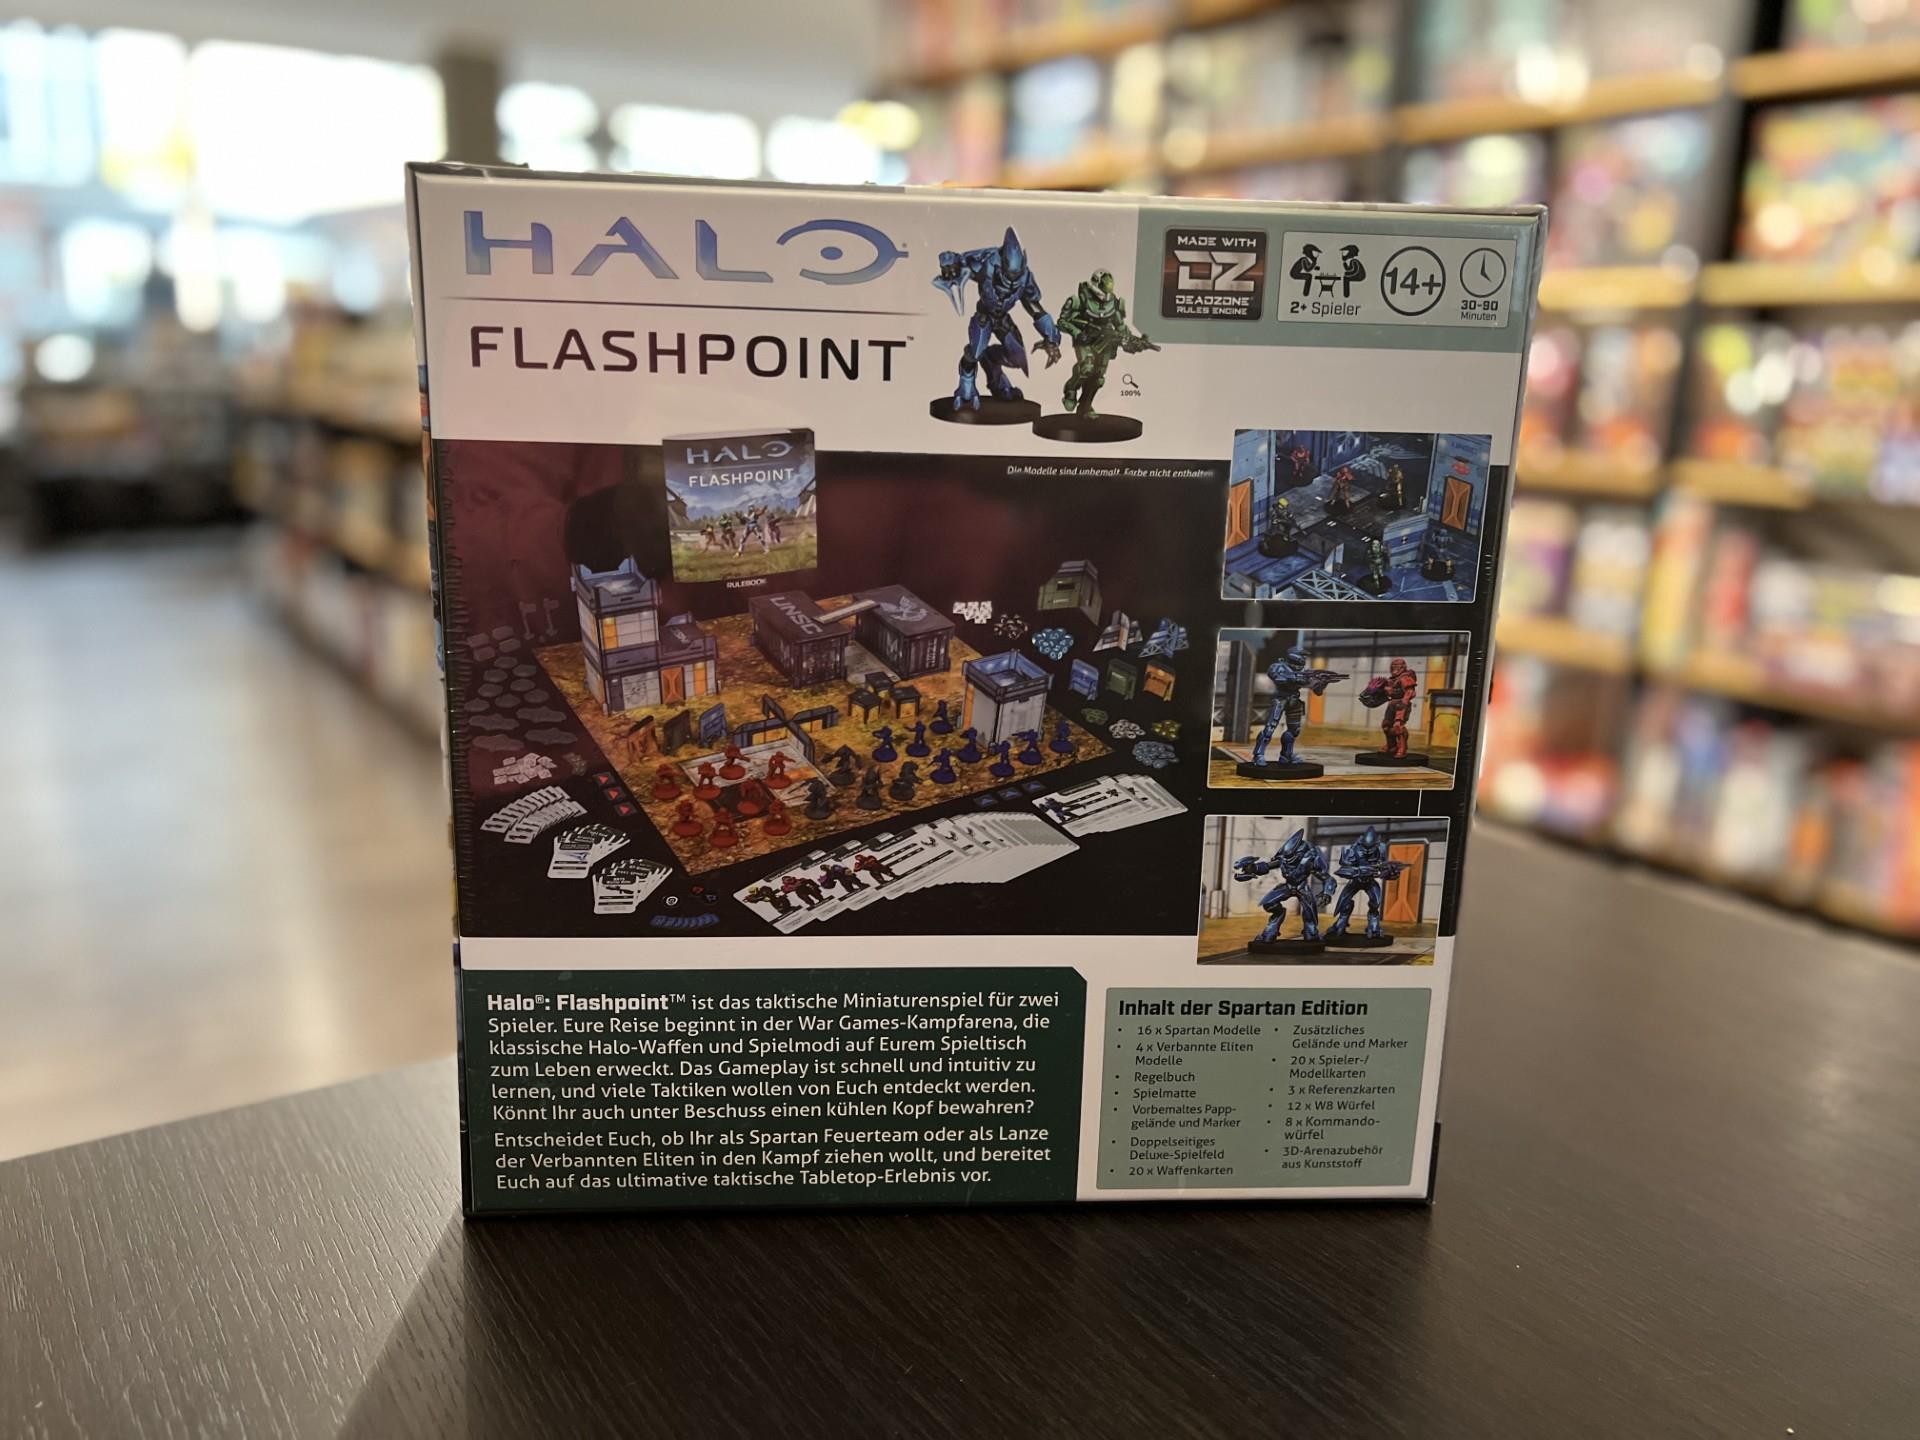 HALO
FLASHPOINT™
MADE WITH
DZ
DEADZONE®
RULES ENGINE
2+ Spieler
14+
30-90
Minuten
100%
Die Modelle sind unbemalt. Farbe nicht enthalten
HALO
FLASHPOINT
RULEBOOK
UNSC
Halo®: Flashpoint™ ist das taktische Miniaturenspiel für zwei
Spieler. Eure Reise beginnt in der War Games-Kampfarena, die
klassische Halo-Waffen und Spielmodi auf Eurem Spieltisch
zum Leben erweckt. Das Gameplay ist schnell und intuitiv zu
lernen, und viele Taktiken wollen von Euch entdeckt werden.
Könnt Ihr auch unter Beschuss einen kühlen Kopf bewahren?
Entscheidet Euch, ob Ihr als Spartan Feuerteam oder als Lanze
der Verbannten Eliten in den Kampf ziehen wollt, und bereitet
Euch auf das ultimative taktische Tabletop-Erlebnis vor.
Inhalt der Spartan Edition
• 16 x Spartan Modelle
• 4 x Verbannte Eliten
Modelle
• Regelbuch
• Spielmatte
• Vorbemaltes Papp-
gelände und Marker
• Doppelseitiges
Deluxe-Spielfeld
• 20 x Waffenkarten
• Zusätzliches
Gelände und Marker
• 20 x Spieler-/
Modellkarten
• 3 x Referenzkarten
• 12 x W8 Würfel
• 8 x Kommando-
würfel
• 3D-Arenazubehör
aus Kunststoff